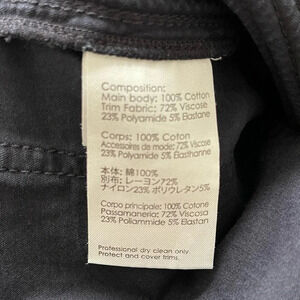 Composition:
Main body: 100% Cotton
Trim Fabric: 72% Viscose
23% Polyamide 5% Elasthanne
Corps: 100% Coton
Accessoires de mode: 72% Viscose
23% Polyamide 5% Elasthanne
本体: 綿100%
別布: レーヨン72%
ナイロン23% ポリウレタン5%
Corpo principale: 100% Cotone
Passamaneria: 72% Viscosa
23% Poliammide 5% Elastan
Professional dry clean only.
Protect and cover trims.